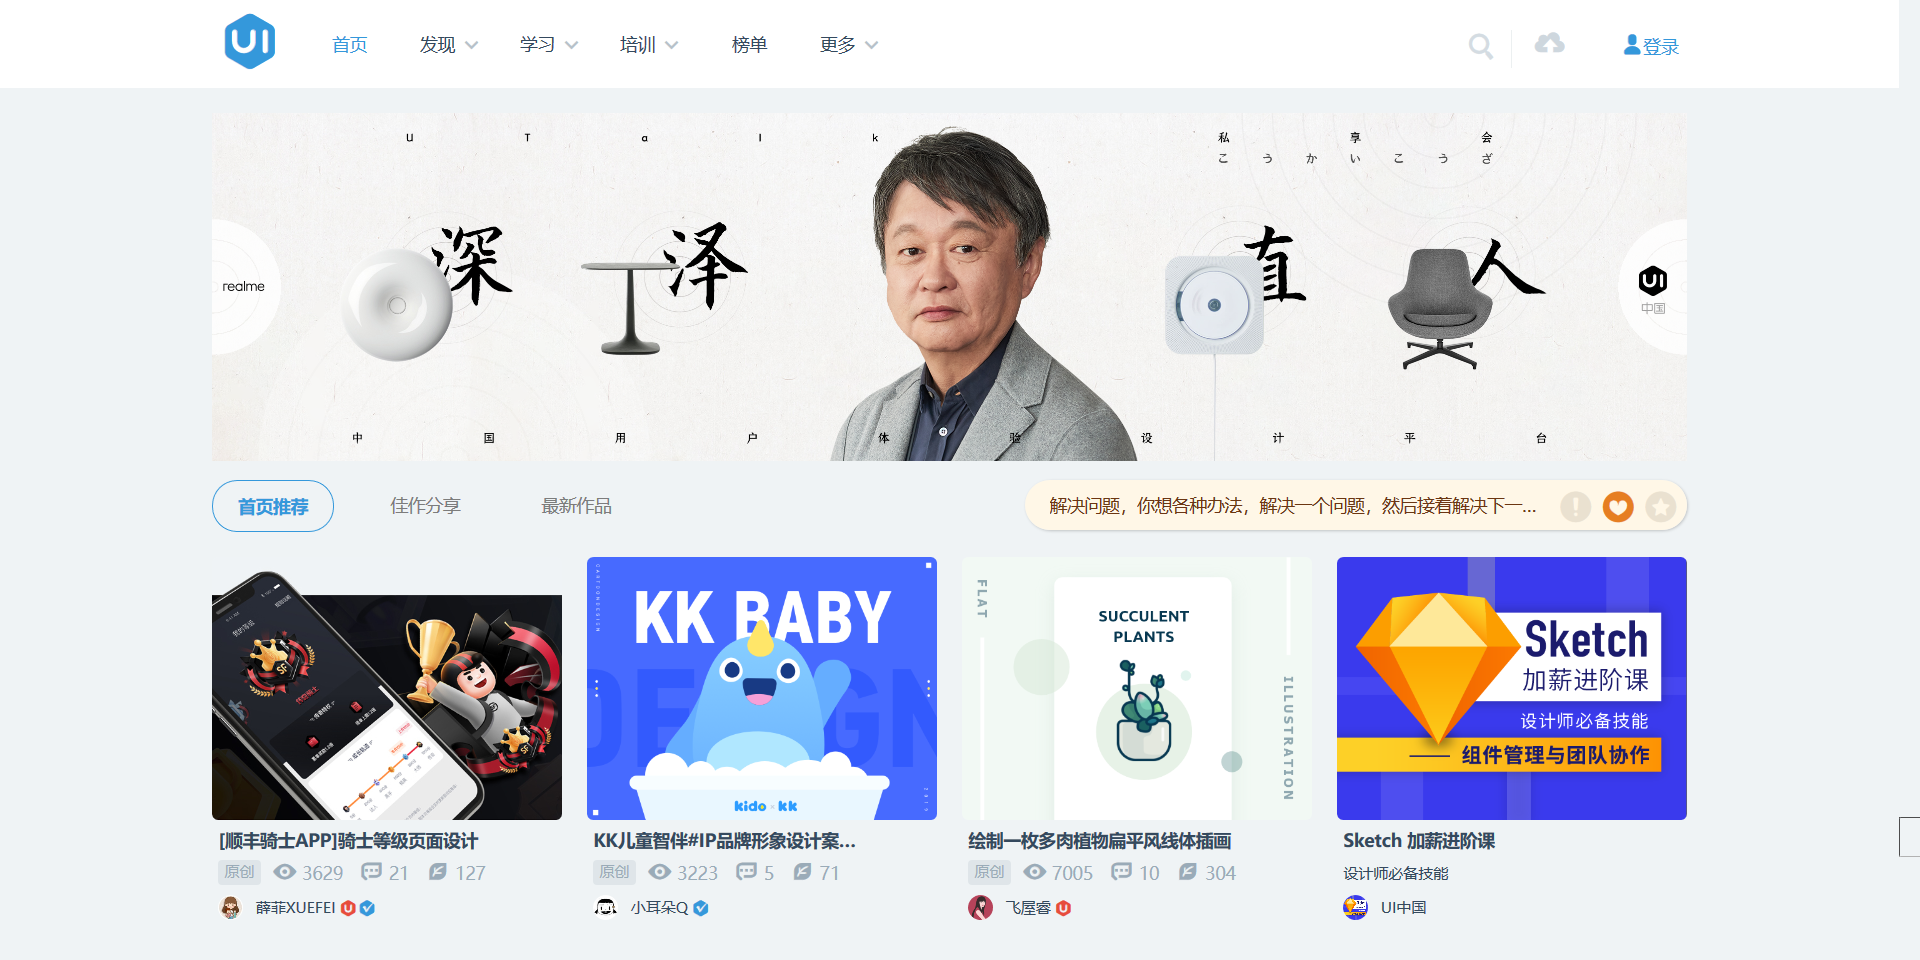 UI
首页
发现
学习
培训
榜单
更多
登录
U T a l k
私 享 会
こ う か い こ う ざ
深 泽 直 人
realme
UI
中国
中 国 用 户 体 验 设 计 平 台
首页推荐
佳作分享
最新作品
解决问题，你想各种办法，解决一个问题，然后接着解决下一...
KK BABY
DESIGN
CARTOONDESIGN
2019
kido × kk
FLAT
SUCCULENT
PLANTS
ILLUSTRATION
Sketch
加薪进阶课
设计师必备技能
—— 组件管理与团队协作
[顺丰骑士APP]骑士等级页面设计
原创 3629 21 127
薛菲XUEFEI
KK儿童智伴#IP品牌形象设计案...
原创 3223 5 71
小耳朵Q
绘制一枚多肉植物扁平风线体插画
原创 7005 10 304
飞屋睿
Sketch 加薪进阶课
设计师必备技能
UI中国